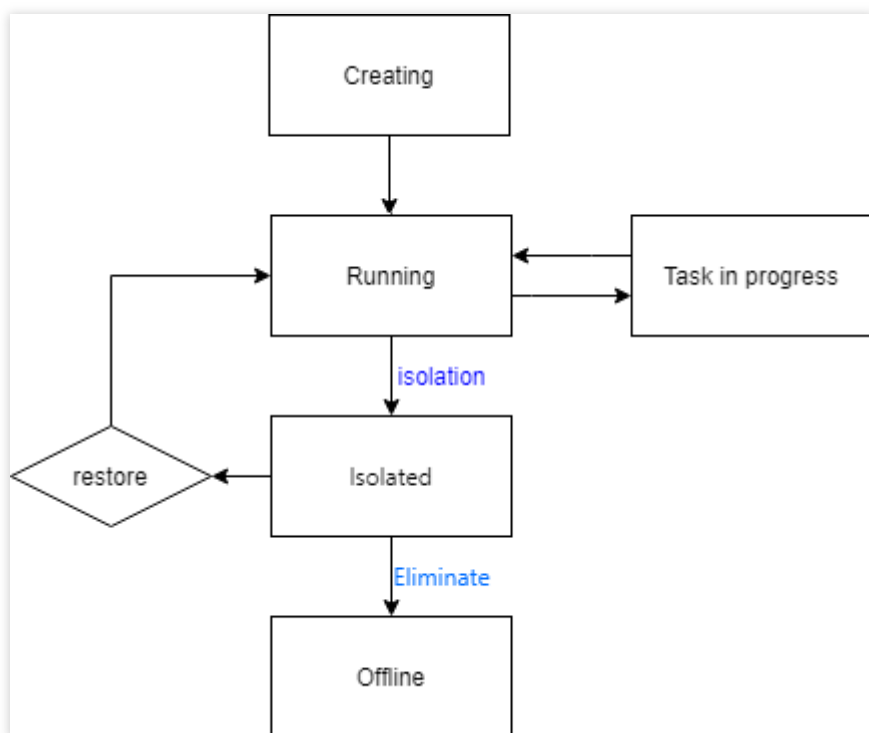 Creating
Running
Task in progress
isolation
restore
Isolated
Eliminate
Offline